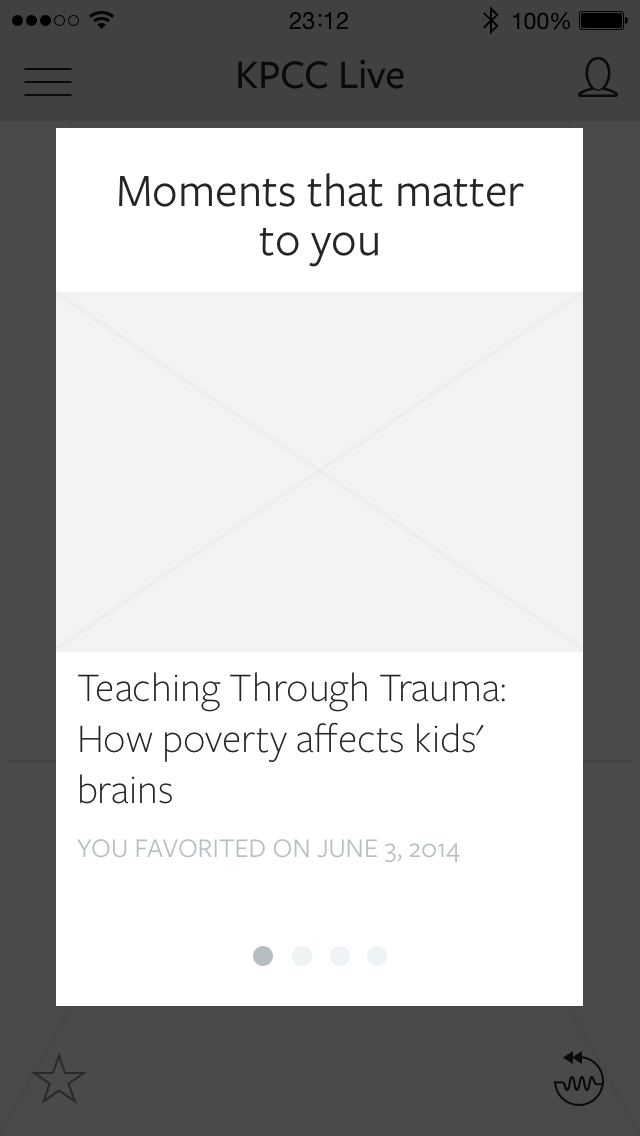 23:12
100%
KPCC Live
Moments that matter
to you
Teaching Through Trauma:
How poverty affects kids'
brains
YOU FAVORITED ON JUNE 3, 2014